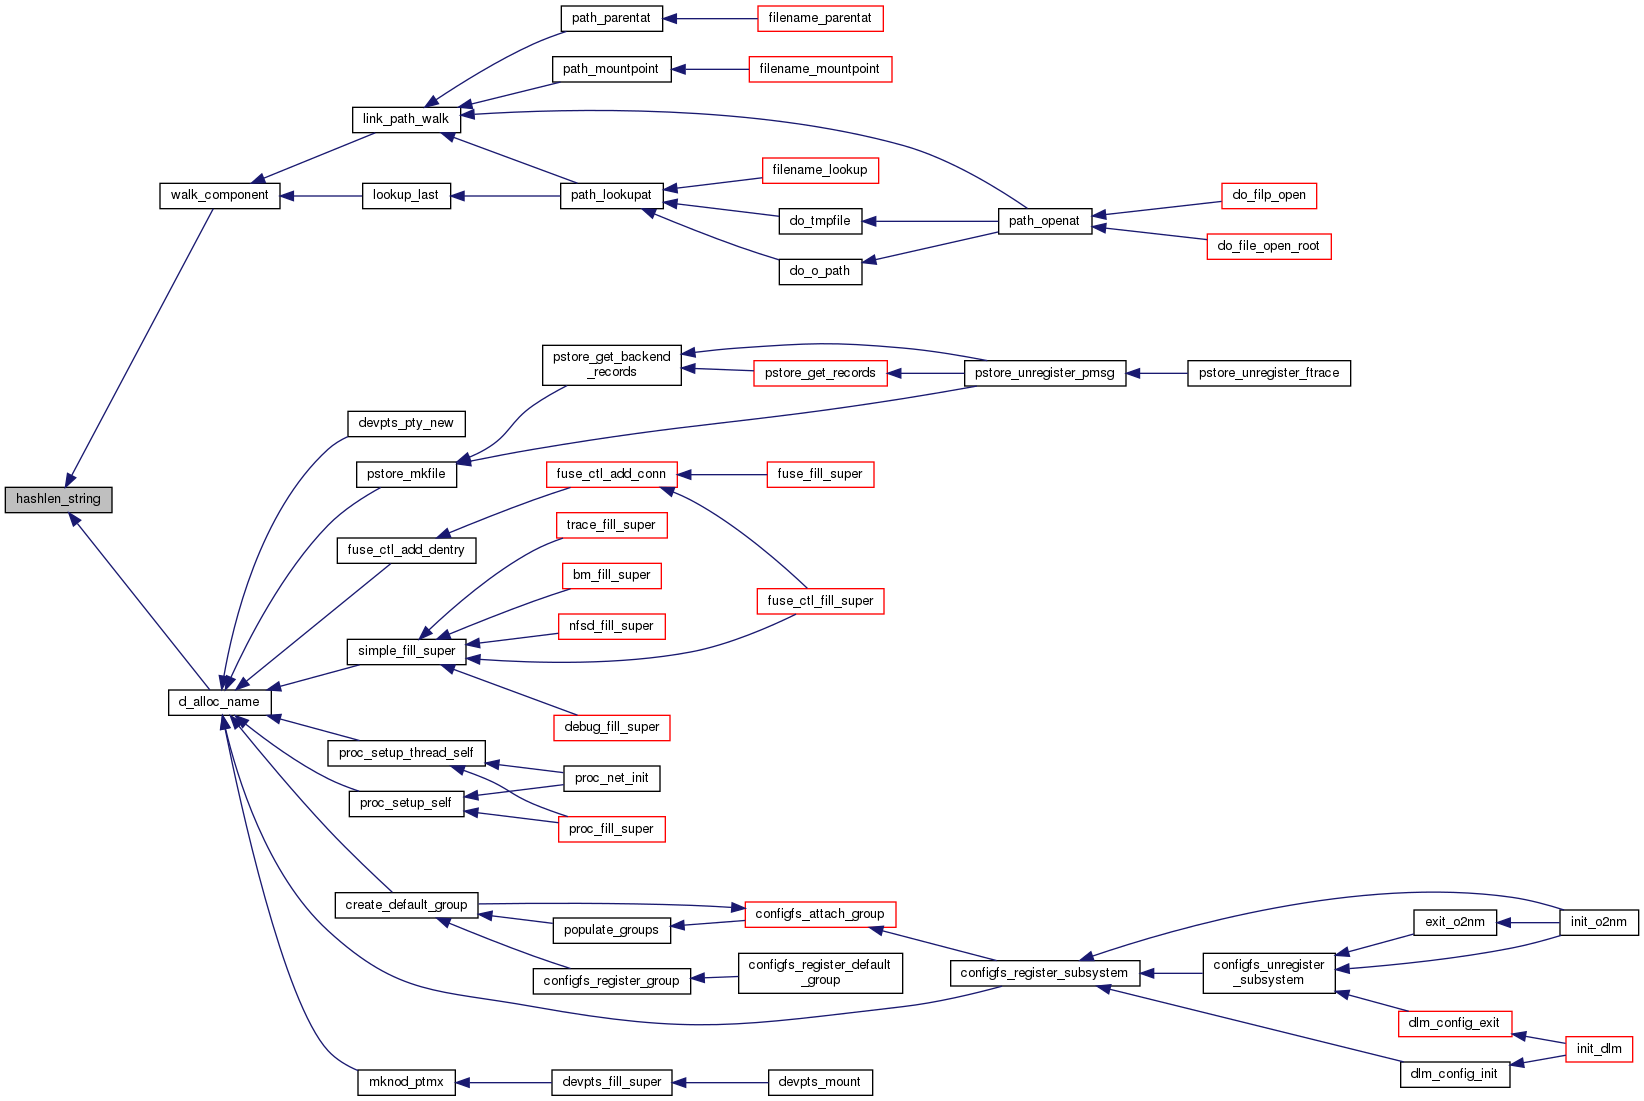 path_parentat
filename_parentat
path_mountpoint
filename_mountpoint
link_path_walk
filename_lookup
walk_component
lookup_last
path_lookupat
do_tmpfile
path_openat
do_filp_open
do_file_open_root
do_o_path
pstore_get_backend
_records
pstore_get_records
pstore_unregister_pmsg
pstore_unregister_ftrace
devpts_pty_new
pstore_mkfile
fuse_ctl_add_conn
fuse_fill_super
hashlen_string
trace_fill_super
fuse_ctl_add_dentry
bm_fill_super
fuse_ctl_fill_super
nfsd_fill_super
simple_fill_super
d_alloc_name
debug_fill_super
proc_setup_thread_self
proc_net_init
proc_setup_self
proc_fill_super
create_default_group
configfs_attach_group
populate_groups
exit_o2nm
init_o2nm
configfs_register_group
configfs_register_default
_group
configfs_register_subsystem
configfs_unregister
_subsystem
dlm_config_exit
init_dlm
dlm_config_init
mknod_ptmx
devpts_fill_super
devpts_mount